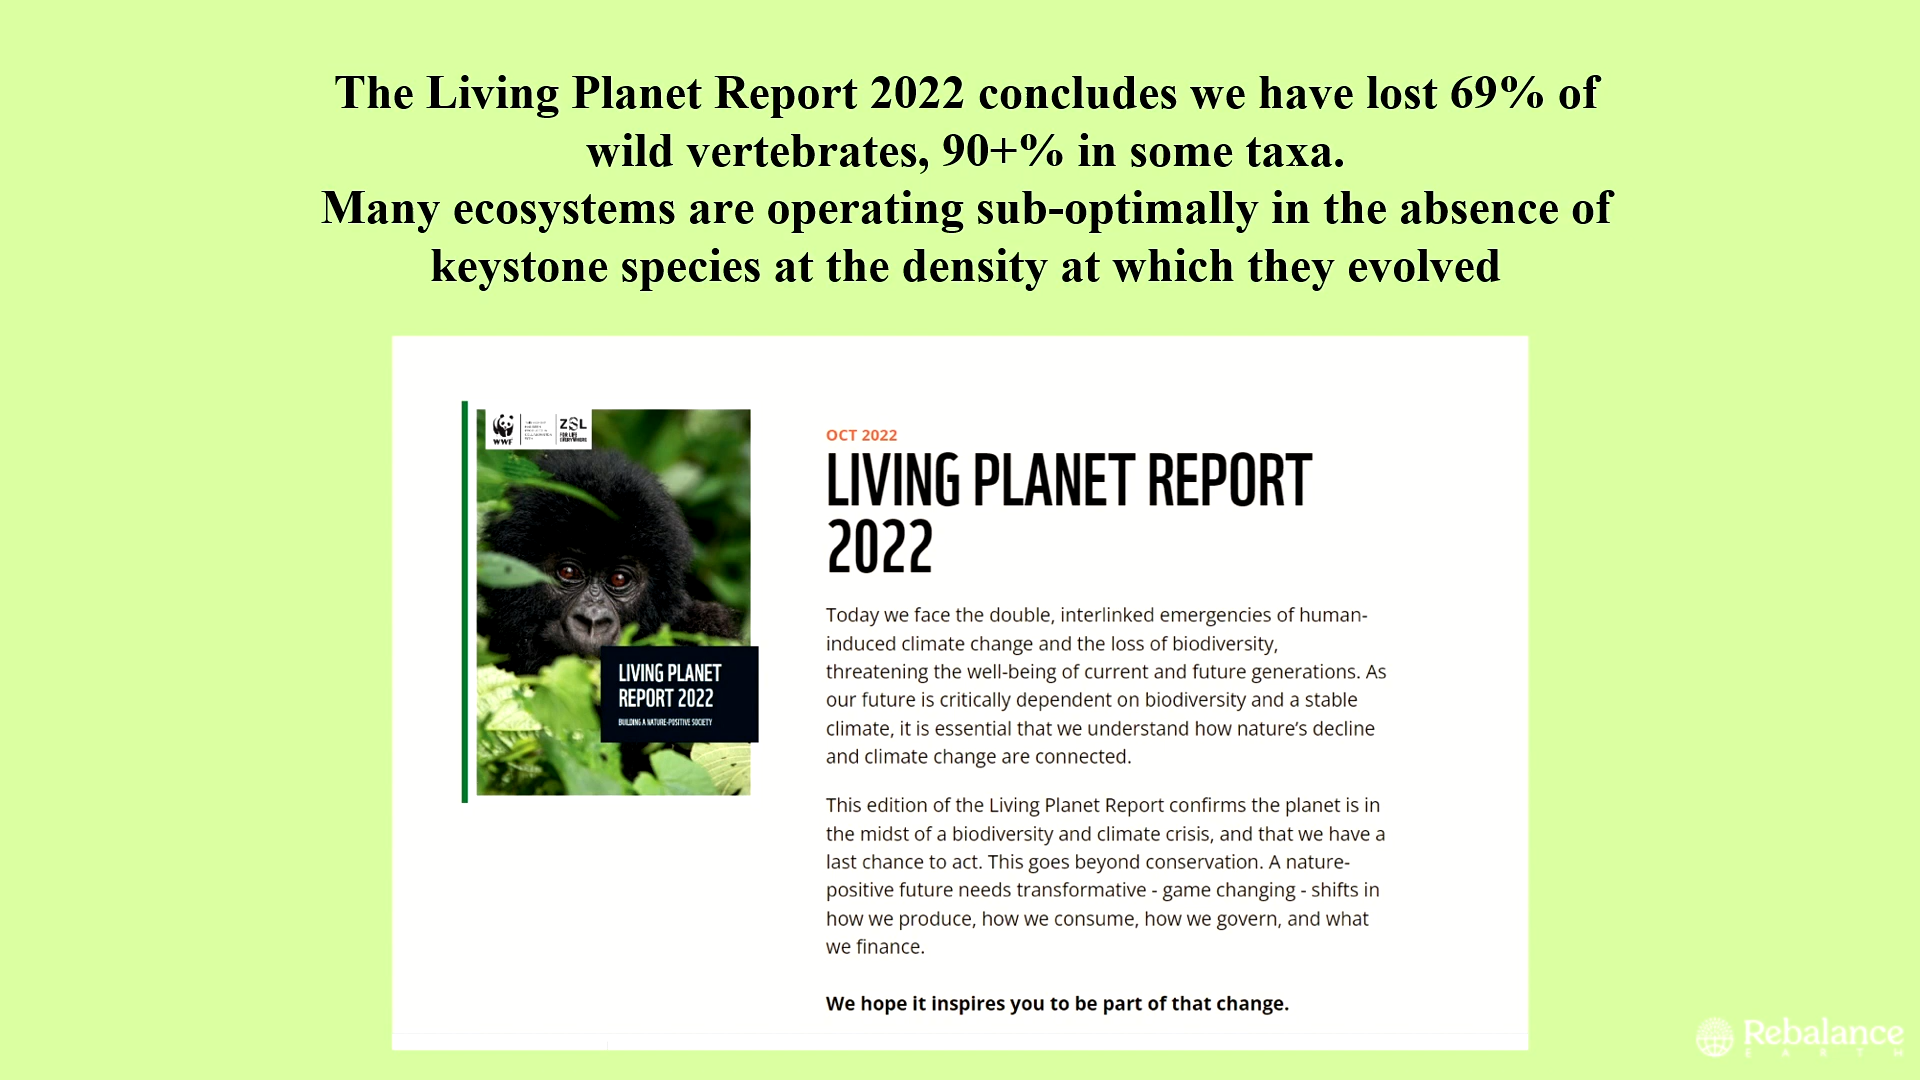 The Living Planet Report 2022 concludes we have lost 69% of
wild vertebrates, 90+% in some taxa.
Many ecosystems are operating sub-optimally in the absence of
keystone species at the density at which they evolved
WWF
ZSL
FOR LIFE
EVERYWHERE
LIVING PLANET
REPORT 2022
BUILDING A NATURE-POSITIVE SOCIETY
OCT 2022
LIVING PLANET REPORT
2022
Today we face the double, interlinked emergencies of human-
induced climate change and the loss of biodiversity,
threatening the well-being of current and future generations. As
our future is critically dependent on biodiversity and a stable
climate, it is essential that we understand how nature’s decline
and climate change are connected.
This edition of the Living Planet Report confirms the planet is in
the midst of a biodiversity and climate crisis, and that we have a
last chance to act. This goes beyond conservation. A nature-
positive future needs transformative - game changing - shifts in
how we produce, how we consume, how we govern, and what
we finance.
We hope it inspires you to be part of that change.
Rebalance
EARTH